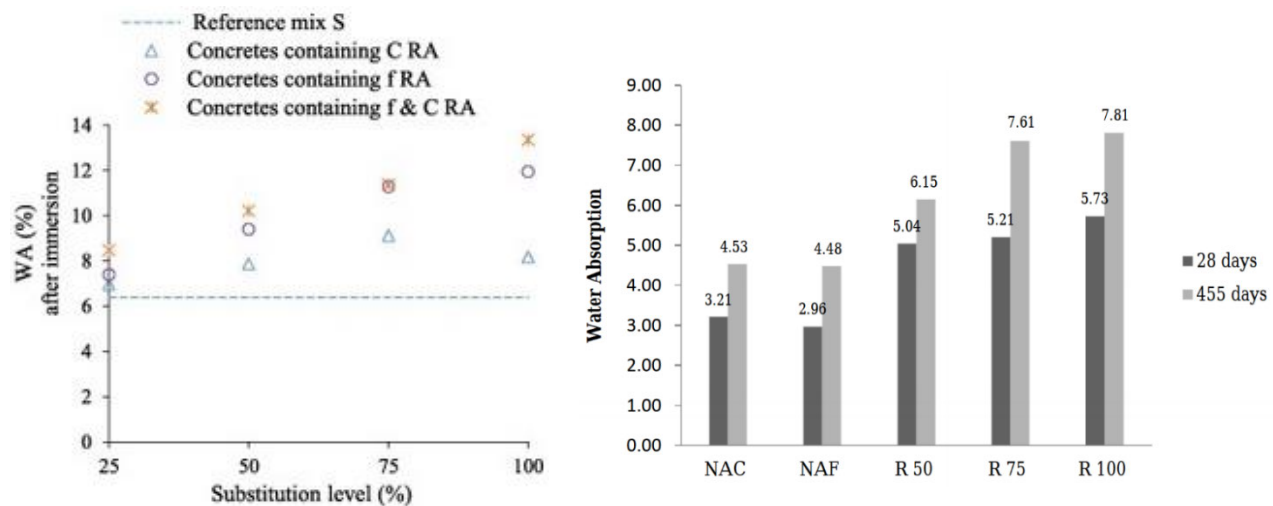 Reference mix S
Concretes containing C RA
Concretes containing f RA
Concretes containing f & C RA
14
12
10
8
6
4
2
0
WA (%)
after immersion
25 50 75 100
Substitution level (%)
9.00
8.00
7.00
6.00
5.00
4.00
3.00
2.00
1.00
0.00
Water Absorption
3.21 4.53 2.96 4.48 5.04 6.15 5.21 7.61 5.73 7.81
NAC NAF R 50 R 75 R 100
28 days
455 days